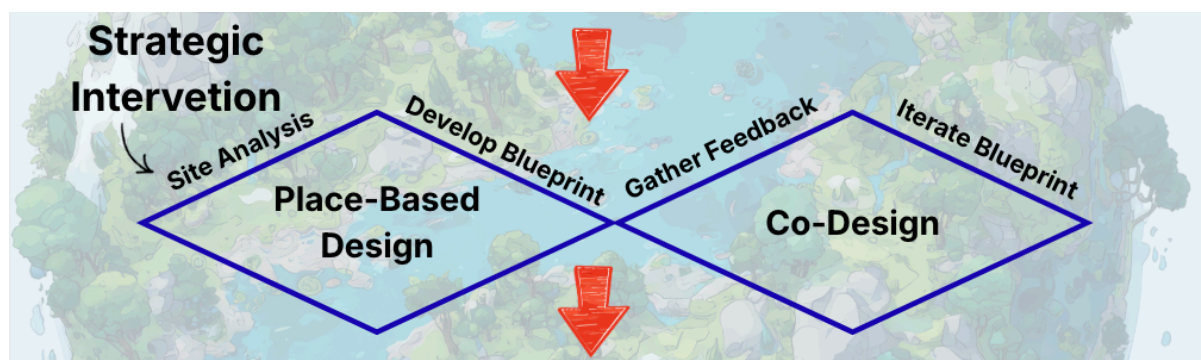 Strategic
Intervetion
Site Analysis
Develop Blueprint
Gather Feedback
Iterate Blueprint
Place-Based
Design
Co-Design